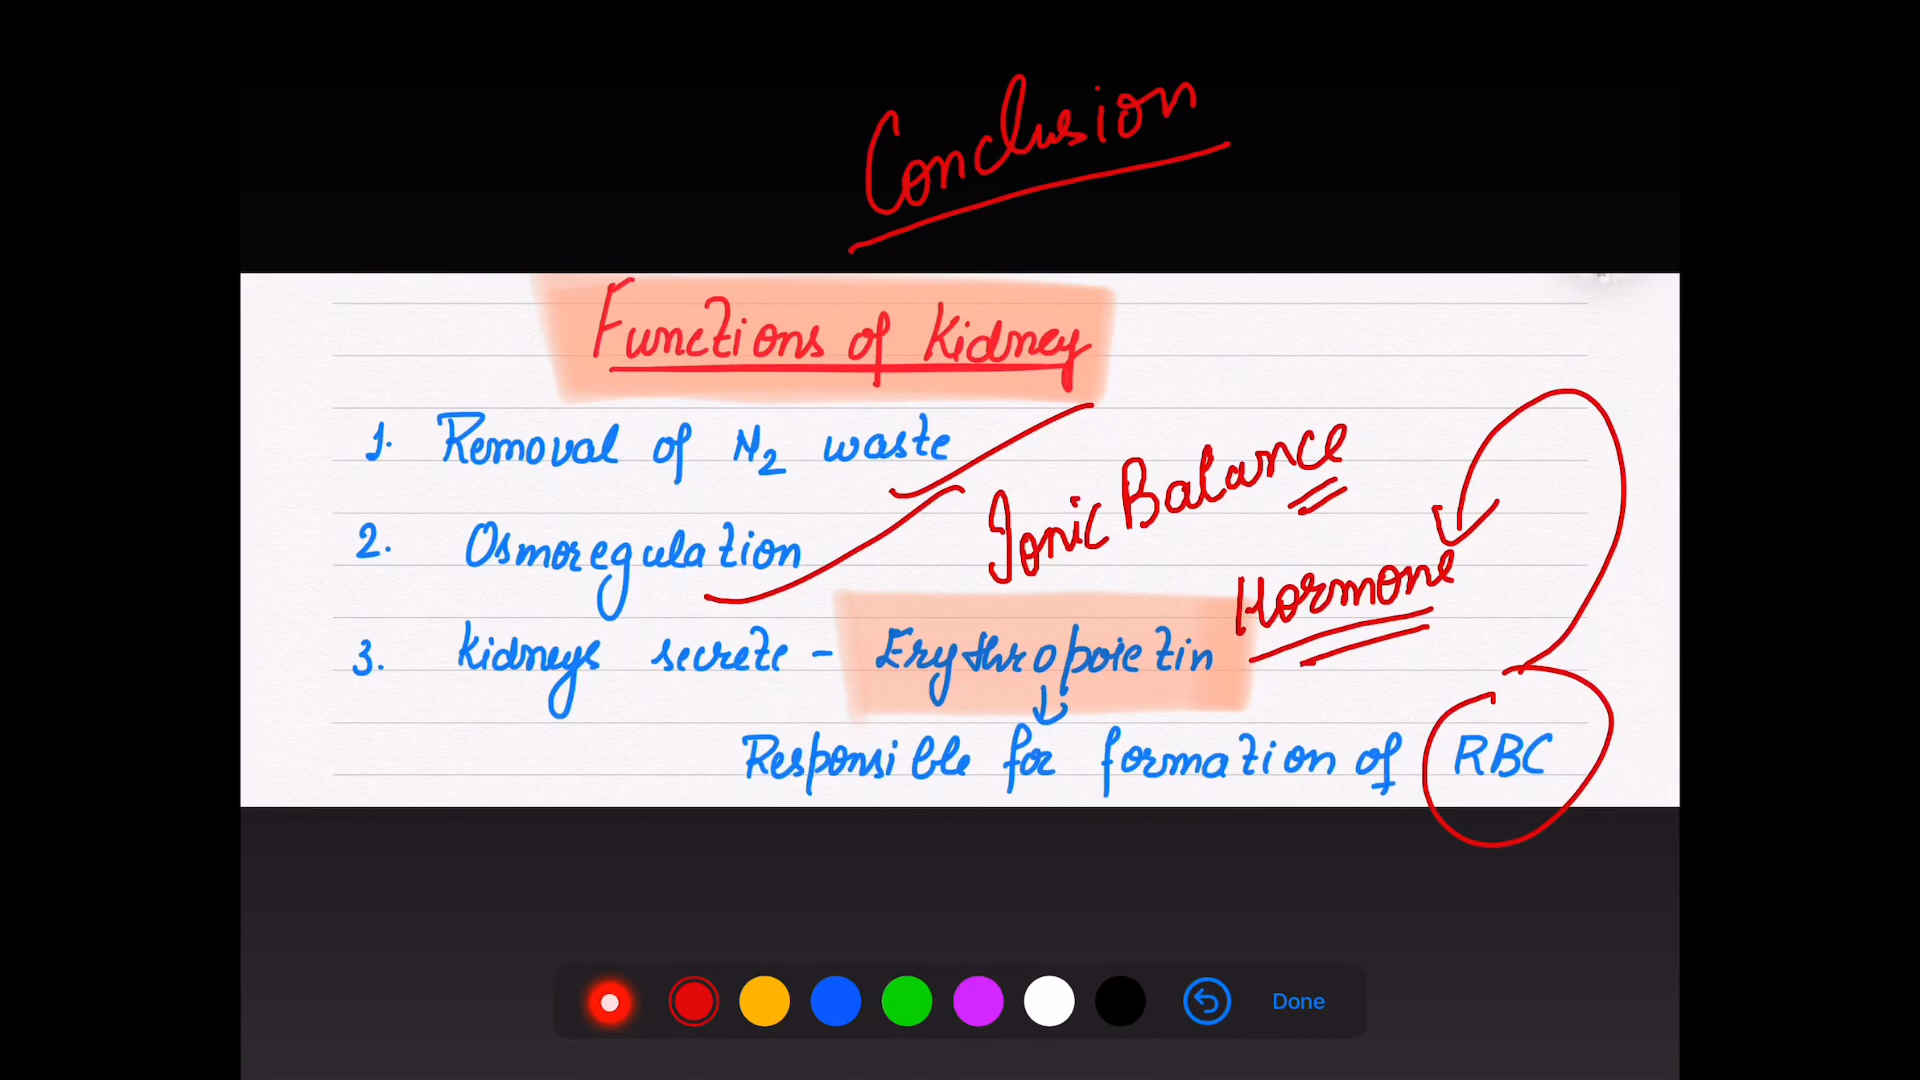 Conclusion
Functions of Kidney
1. Removal of N2 waste
Ionic Balance
2. Osmoregulation
Hormone
3. Kidneys secrete - Erythropoietin
↓
Responsible for formation of RBC
Done